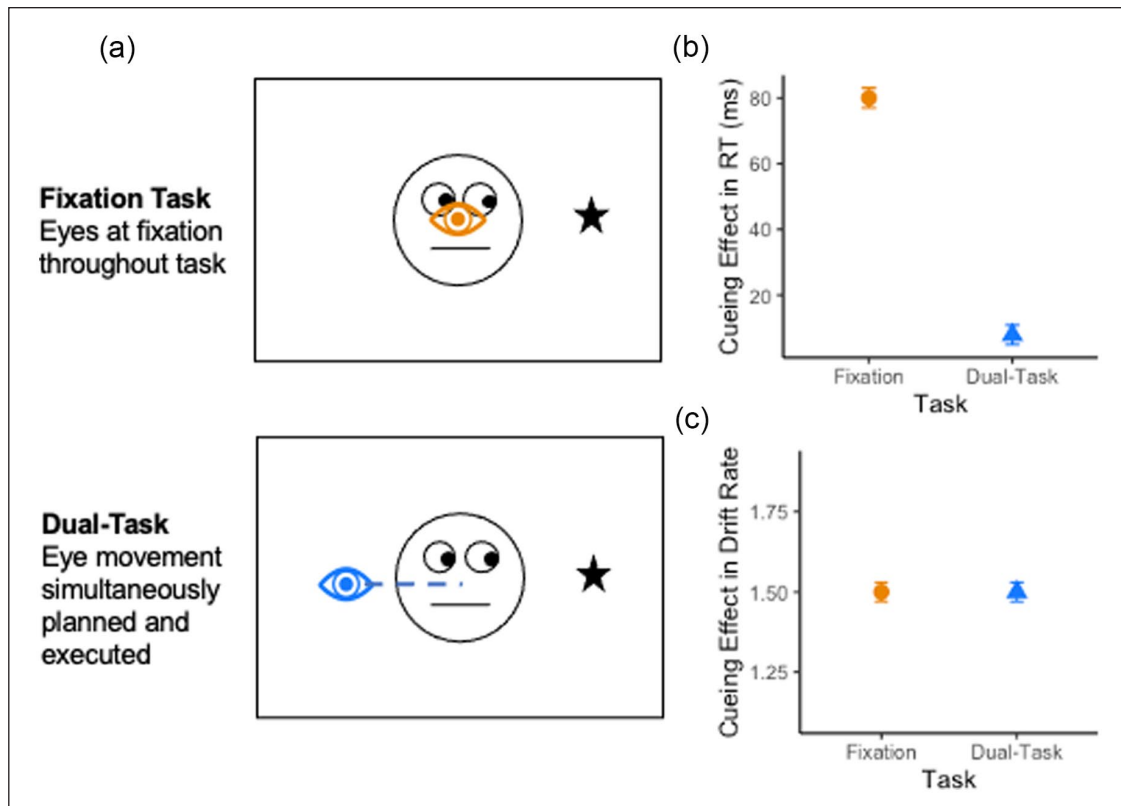 (a)
Fixation Task
Eyes at fixation
throughout task
Dual-Task
Eye movement
simultaneously
planned and
executed
(b)
Cueing Effect in RT (ms)
80
60
40
20
Fixation
Dual-Task
Task
(c)
Cueing Effect in Drift Rate
1.75
1.50
1.25
Fixation
Dual-Task
Task